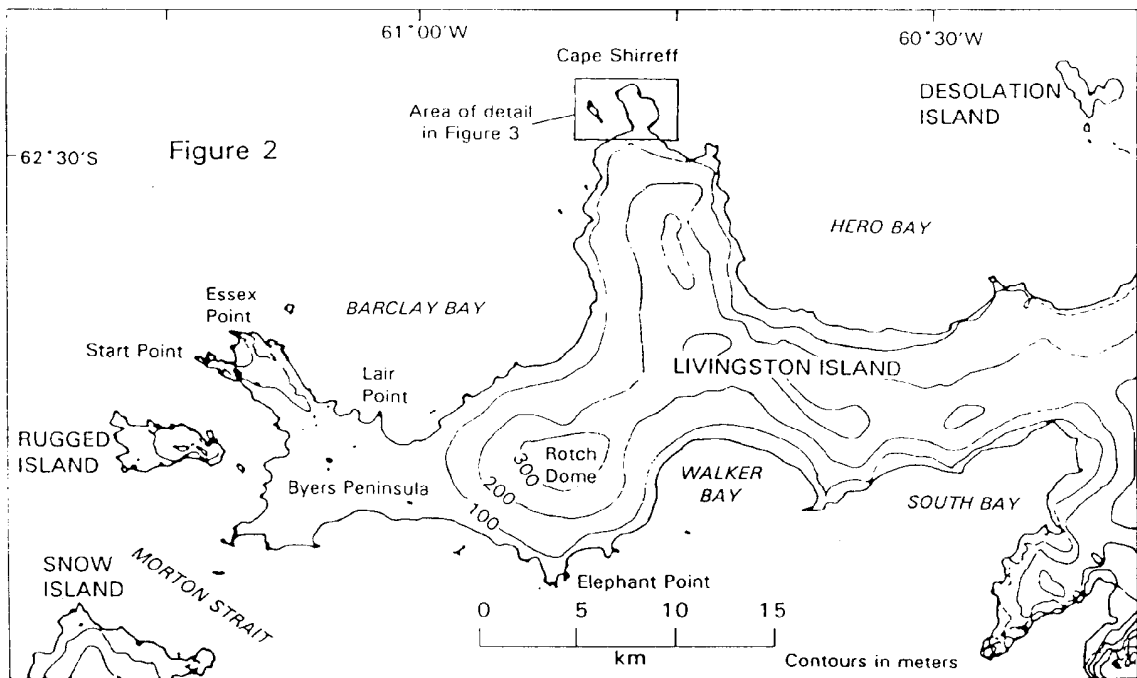 61°00'W
60°30'W
Cape Shirreff
DESOLATION
ISLAND
Area of detail
in Figure 3
Figure 2
62°30'S
HERO BAY
Essex
Point
BARCLAY BAY
Start Point
Lair
Point
LIVINGSTON ISLAND
RUGGED
ISLAND
Rotch
Dome
300
200
100
Byers Peninsula
WALKER
BAY
SOUTH BAY
SNOW
ISLAND
MORTON STRAIT
Elephant Point
0 5 10 15
km
Contours in meters